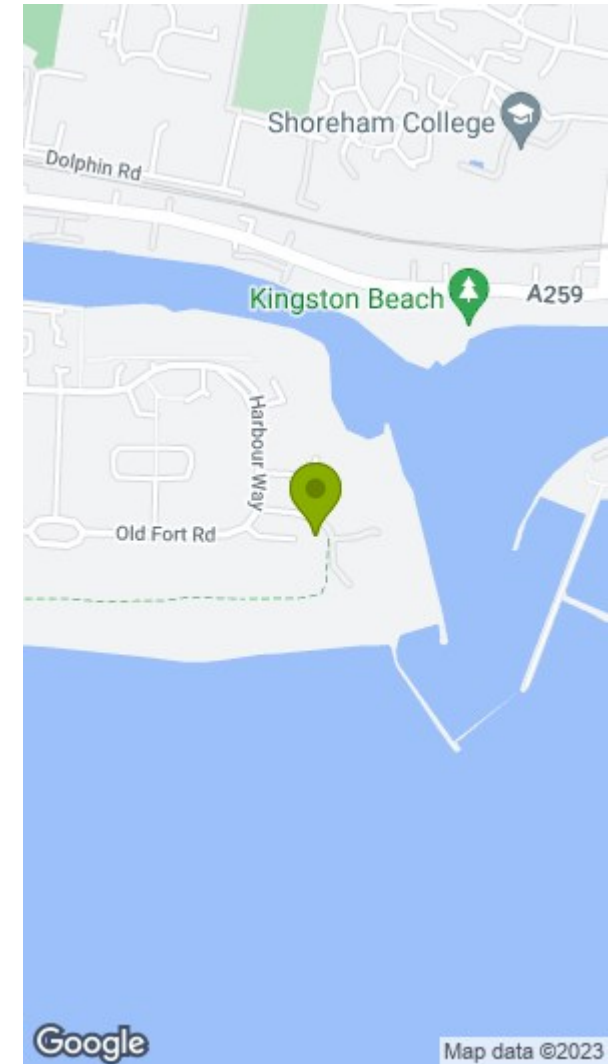 Shoreham College
Dolphin Rd
Kingston Beach
A259
Harbour Way
Old Fort Rd
Google
Map data ©2023